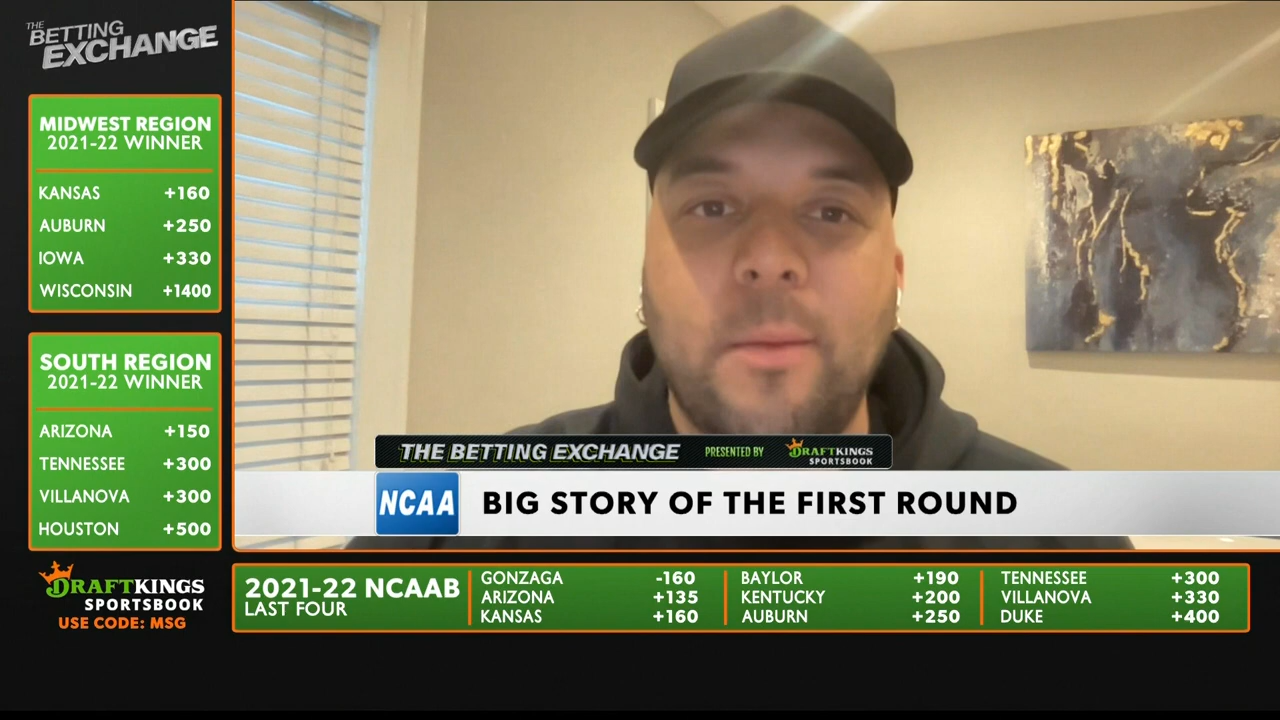 THE
BETTING
EXCHANGE
MIDWEST REGION
2021-22 WINNER
KANSAS +160
AUBURN +250
IOWA +330
WISCONSIN +1400
SOUTH REGION
2021-22 WINNER
ARIZONA +150
TENNESSEE +300
VILLANOVA +300
HOUSTON +500
DRAFTKINGS
SPORTSBOOK
USE CODE: MSG
THE BETTING EXCHANGE PRESENTED BY DRAFTKINGS
SPORTSBOOK
NCAA BIG STORY OF THE FIRST ROUND
2021-22 NCAAB
LAST FOUR
GONZAGA -160
ARIZONA +135
KANSAS +160
BAYLOR +190
KENTUCKY +200
AUBURN +250
TENNESSEE +300
VILLANOVA +330
DUKE +400